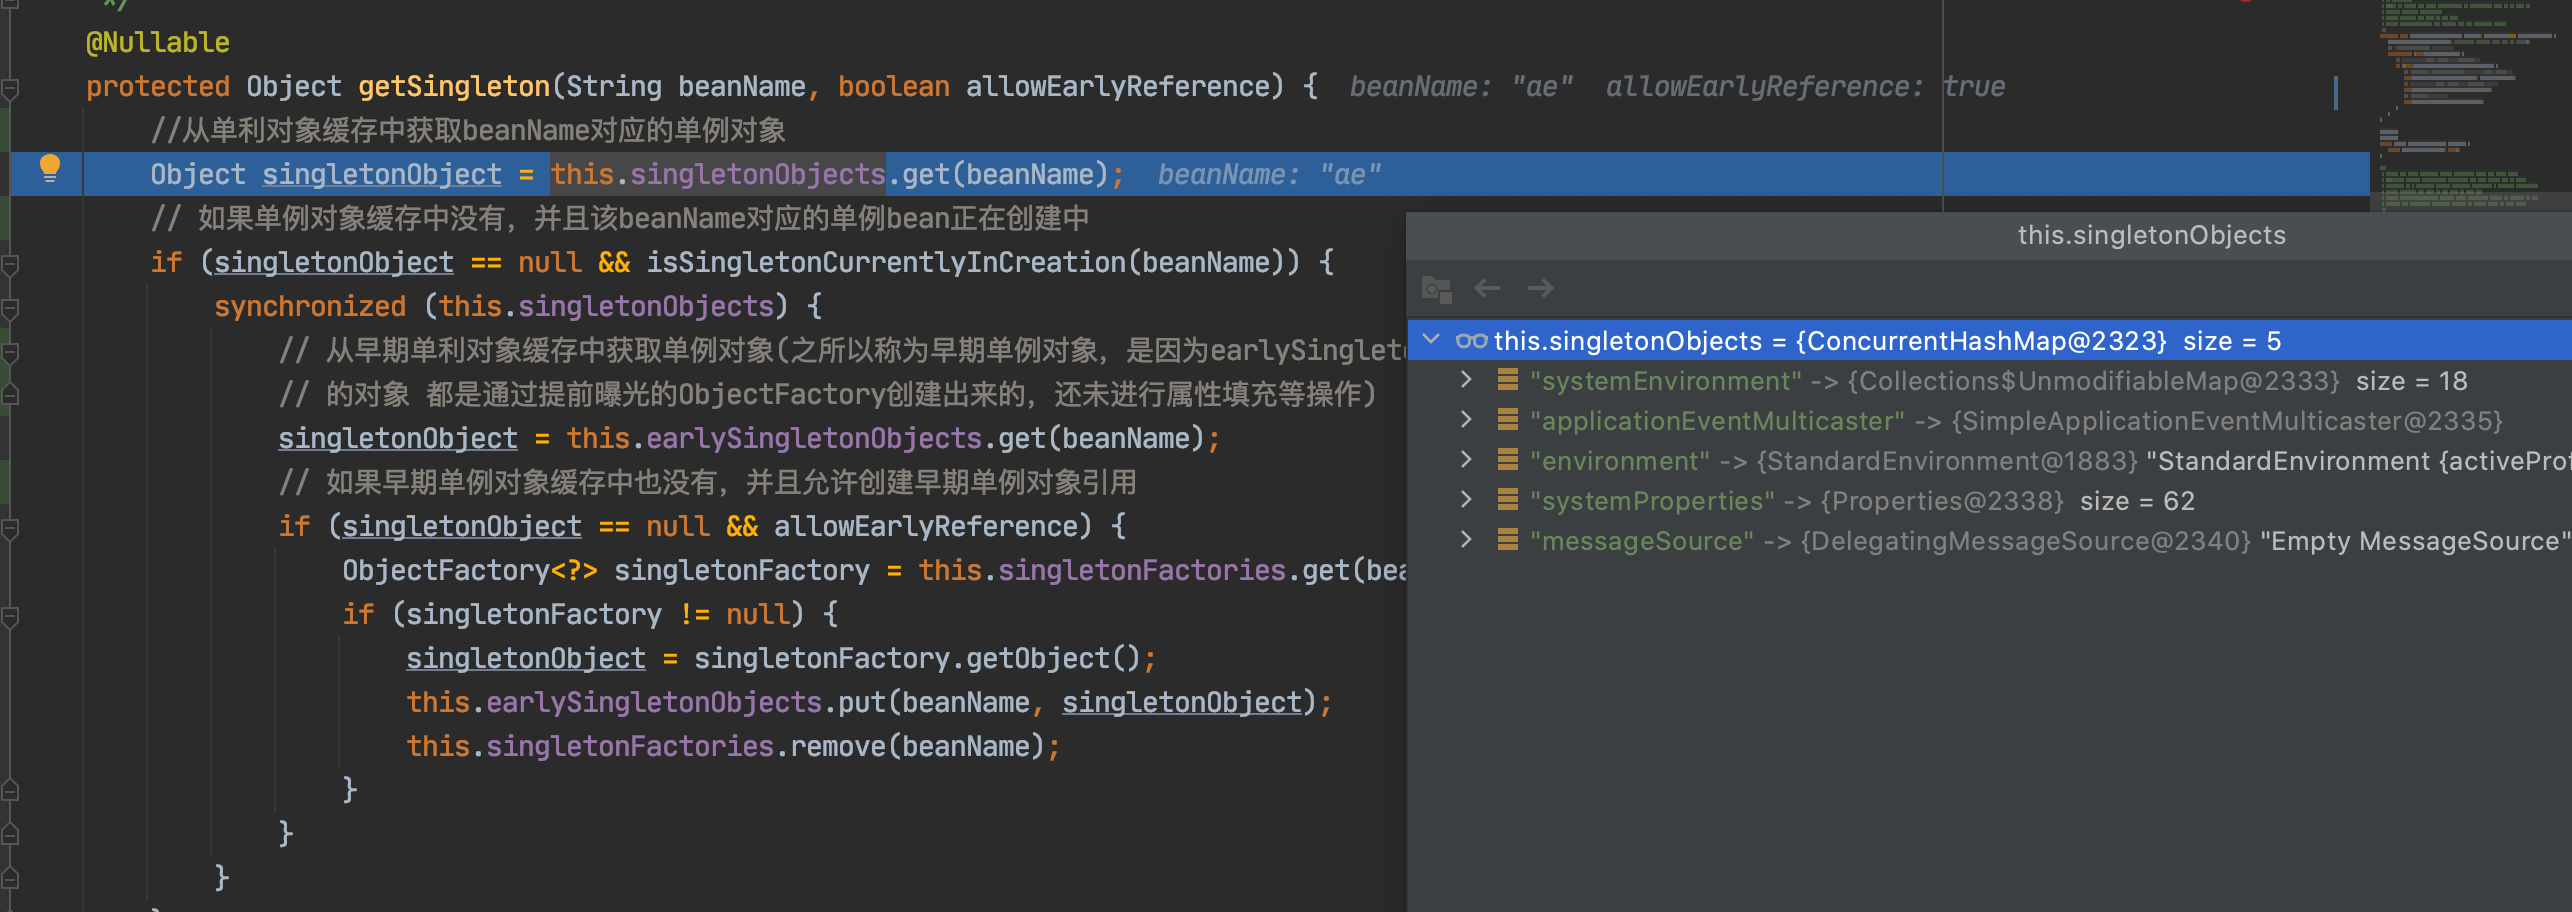 */
@Nullable
protected Object getSingleton(String beanName, boolean allowEarlyReference) {  beanName: "ae"  allowEarlyReference: true
//从单利对象缓存中获取beanName对应的单例对象
Object singletonObject = this.singletonObjects.get(beanName);  beanName: "ae"
// 如果单例对象缓存中没有，并且该beanName对应的单例bean正在创建中
if (singletonObject == null && isSingletonCurrentlyInCreation(beanName)) {
synchronized (this.singletonObjects) {
// 从早期单利对象缓存中获取单例对象(之所以称为早期单例对象，是因为earlySinglet
// 的对象 都是通过提前曝光的ObjectFactory创建出来的，还未进行属性填充等操作)
singletonObject = this.earlySingletonObjects.get(beanName);
// 如果早期单例对象缓存中也没有，并且允许创建早期单例对象引用
if (singletonObject == null && allowEarlyReference) {
ObjectFactory<?> singletonFactory = this.singletonFactories.get(bea
if (singletonFactory != null) {
singletonObject = singletonFactory.getObject();
this.earlySingletonObjects.put(beanName, singletonObject);
this.singletonFactories.remove(beanName);
}
}
}
this.singletonObjects
this.singletonObjects = {ConcurrentHashMap@2323} size = 5
"systemEnvironment" -> {Collections$UnmodifiableMap@2333} size = 18
"applicationEventMulticaster" -> {SimpleApplicationEventMulticaster@2335}
"environment" -> {StandardEnvironment@1883} "StandardEnvironment {activeProf
"systemProperties" -> {Properties@2338} size = 62
"messageSource" -> {DelegatingMessageSource@2340} "Empty MessageSource"